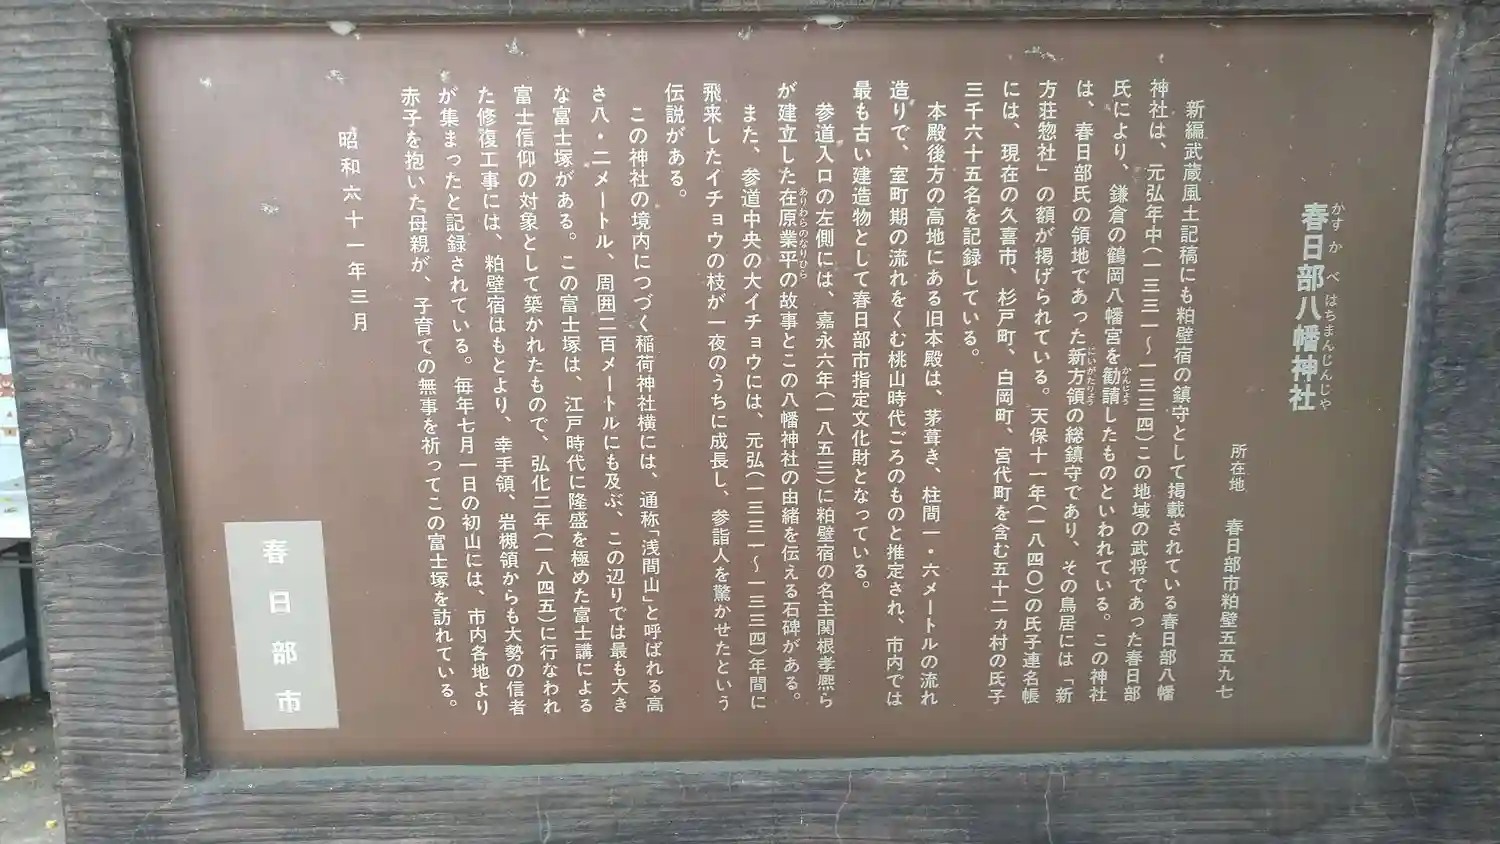 春日部八幡神社
かすかべはちまんじんじゃ
所在地 春日部市粕壁五五九七
新編武蔵風土記稿にも粕壁宿の鎮守として掲載されている春日部八幡
神社は、元弘年中(一三三一〜一三三四)この地域の武将であった春日部
氏により、鎌倉の鶴岡八幡宮を勧請したものといわれている。この神社
かんじょう
は、春日部氏の領地であった新方領の総鎮守であり、その鳥居には「新
にいがたりょう
方荘惣社」の額が掲げられている。天保十一年(一八四〇)の氏子連名帳
には、現在の久喜市、杉戸町、白岡町、宮代町を含む五十二ヵ村の氏子
三千六十五名を記録している。
本殿後方の高地にある旧本殿は、茅葺き、柱間一・六メートルの流れ
造りで、室町期の流れをくむ桃山時代ごろのものと推定され、市内では
最も古い建造物として春日部市指定文化財となっている。
参道入口の左側には、嘉永六年(一八五三)に粕壁宿の名主関根孝熙ら
が建立した在原業平の故事とこの八幡神社の由緒を伝える石碑がある。
ありわらのなりひら
また、参道中央の大イチョウには、元弘(一三三一〜一三三四)年間に
飛来したイチョウの枝が一夜のうちに成長し、参詣人を驚かせたという
伝説がある。
この神社の境内につづく稲荷神社横には、通称「浅間山」と呼ばれる高
さ八・二メートル、周囲二百メートルにも及ぶ、この辺りでは最も大き
な富士塚がある。この富士塚は、江戸時代に隆盛を極めた富士講による
富士信仰の対象として築かれたもので、弘化二年(一八四五)に行なわれ
た修復工事には、粕壁宿はもとより、幸手領、岩槻領からも大勢の信者
が集まったと記録されている。毎年七月一日の初山には、市内各地より
赤子を抱いた母親が、子育ての無事を祈ってこの富士塚を訪れている。
昭和六十一年三月
春日部市